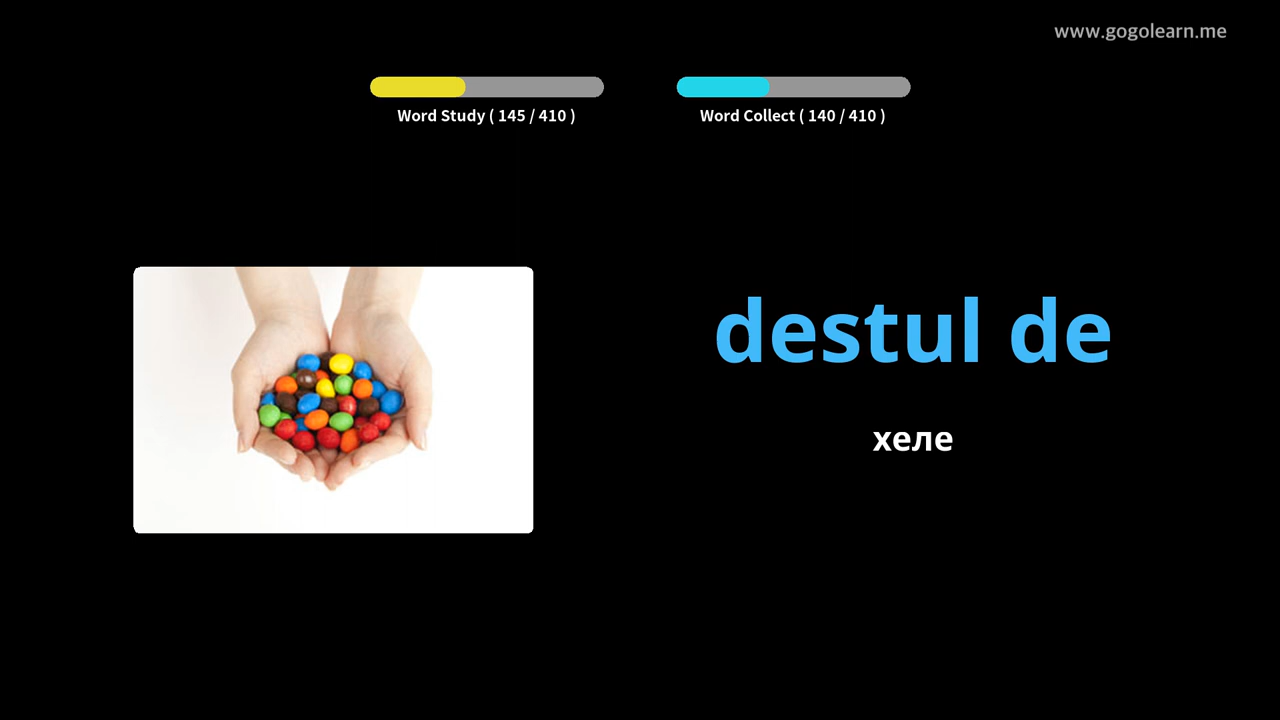 www.gogolearn.me
Word Study ( 145 / 410 )
Word Collect ( 140 / 410 )
destul de
хеле